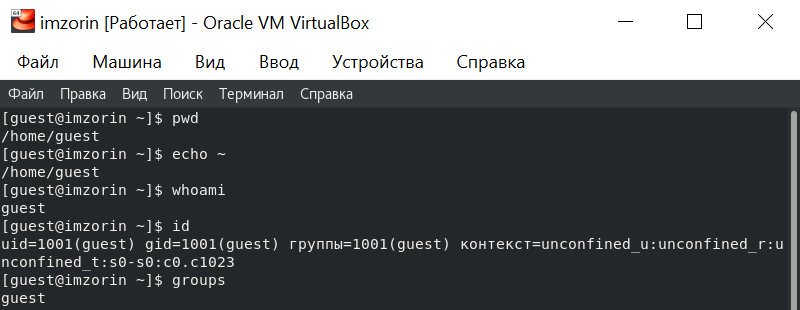 64
imzorin [Работает] - Oracle VM VirtualBox
Файл Машина Вид Ввод Устройства Справка
Файл Правка Вид Поиск Терминал Справка
[guest@imzorin ~]$ pwd
/home/guest
[guest@imzorin ~]$ echo ~
/home/guest
[guest@imzorin ~]$ whoami
guest
[guest@imzorin ~]$ id
uid=1001(guest) gid=1001(guest) группы=1001(guest) контекст=unconfined_u:unconfined_r:u
nconfined_t:s0-s0:c0.c1023
[guest@imzorin ~]$ groups
guest